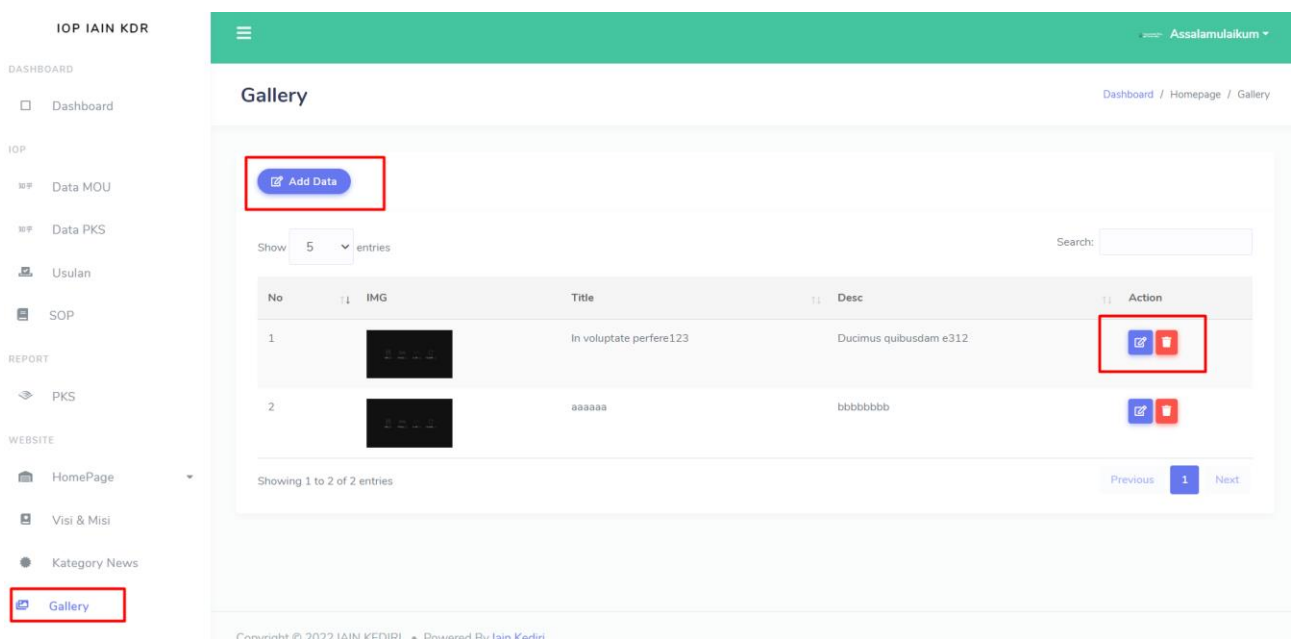 IOP IAIN KDR
Assalamulaikum
DASHBOARD
Dashboard
Gallery
Dashboard / Homepage / Gallery
IOP
Data MOU
Add Data
Data PKS
Show 5 entries
Search:
Usulan
No IMG Title Desc Action
SOP
1 In voluptate perfere123 Ducimus quibusdam e312
REPORT
PKS
2 aaaaaa bbbbbbbbb
WEBSITE
HomePage
Showing 1 to 2 of 2 entries
Previous 1 Next
Visi & Misi
Kategory News
Gallery
Copyright © 2022 IAIN KEDIRI • Powered By Iain Kediri